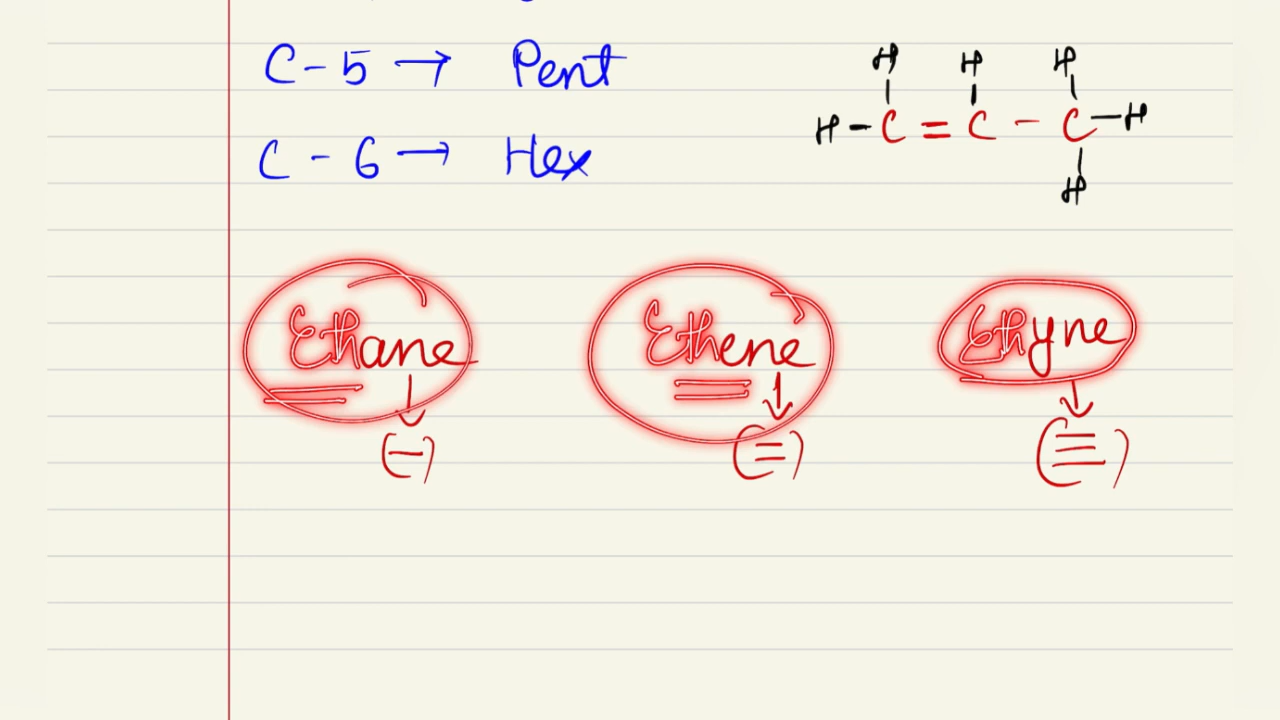 C - 5 → Pent
C - 6 → Hex
H H H
H - C = C - C - H
H
Ethane Ethene Ethyne
(-) (=) (≡)